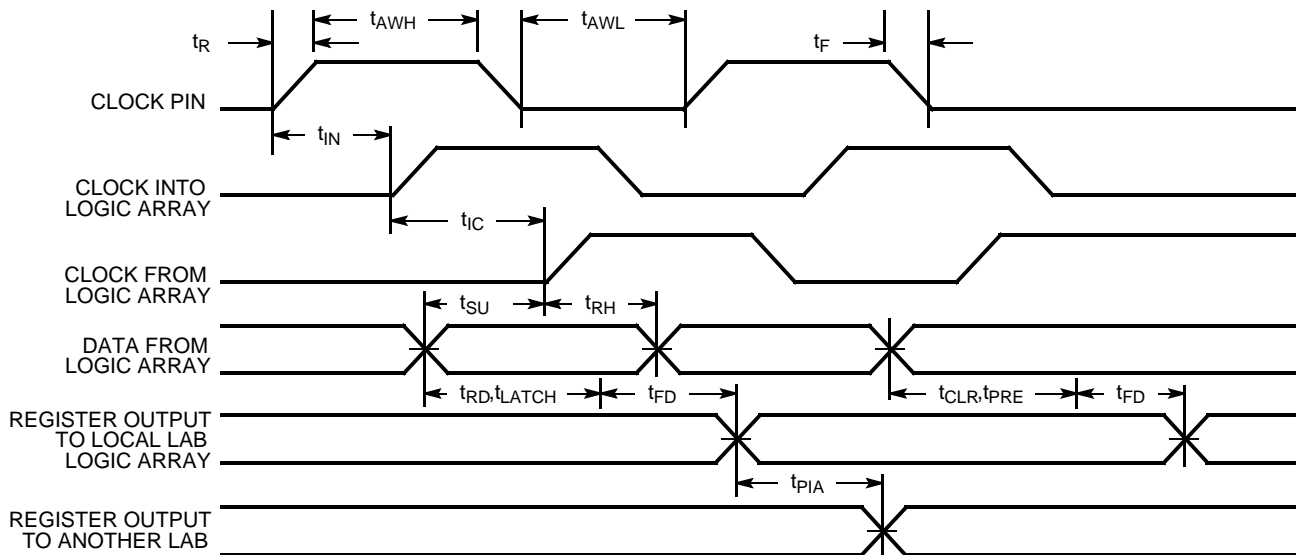 tAWH
tAWL
tR
tF
CLOCK PIN
tIN
CLOCK INTO
LOGIC ARRAY
tIC
CLOCK FROM
LOGIC ARRAY
tSU
tRH
DATA FROM
LOGIC ARRAY
tRD,tLATCH
tFD
tCLR,tPRE
tFD
REGISTER OUTPUT
TO LOCAL LAB
LOGIC ARRAY
tPIA
REGISTER OUTPUT
TO ANOTHER LAB